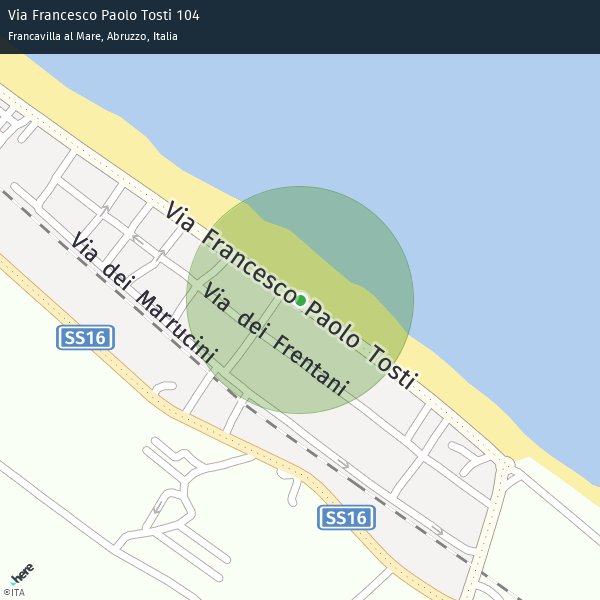 Via Francesco Paolo Tosti 104
Francavilla al Mare, Abruzzo, Italia
Via Francesco Paolo Tosti
Via dei Marrucini
Via dei Frentani
SS16
SS16
here
©ITA